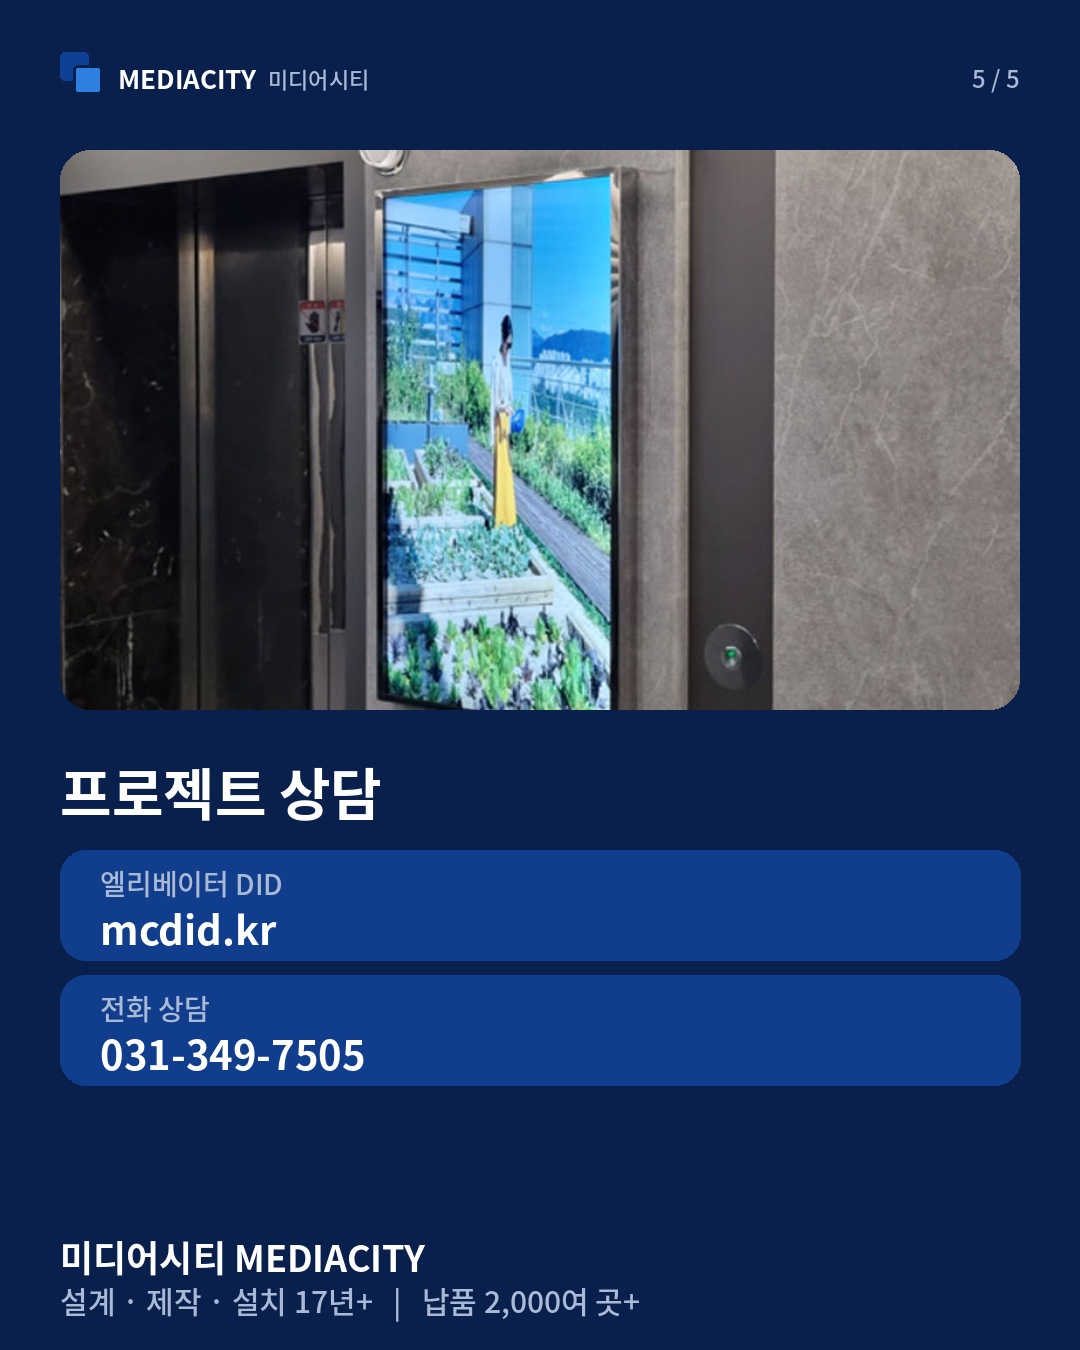 MEDIACITY 미디어시티
5 / 5
프로젝트 상담
엘리베이터 DID
mcdid.kr
전화 상담
031-349-7505
미디어시티 MEDIACITY
설계 · 제작 · 설치 17년+ | 납품 2,000여 곳+